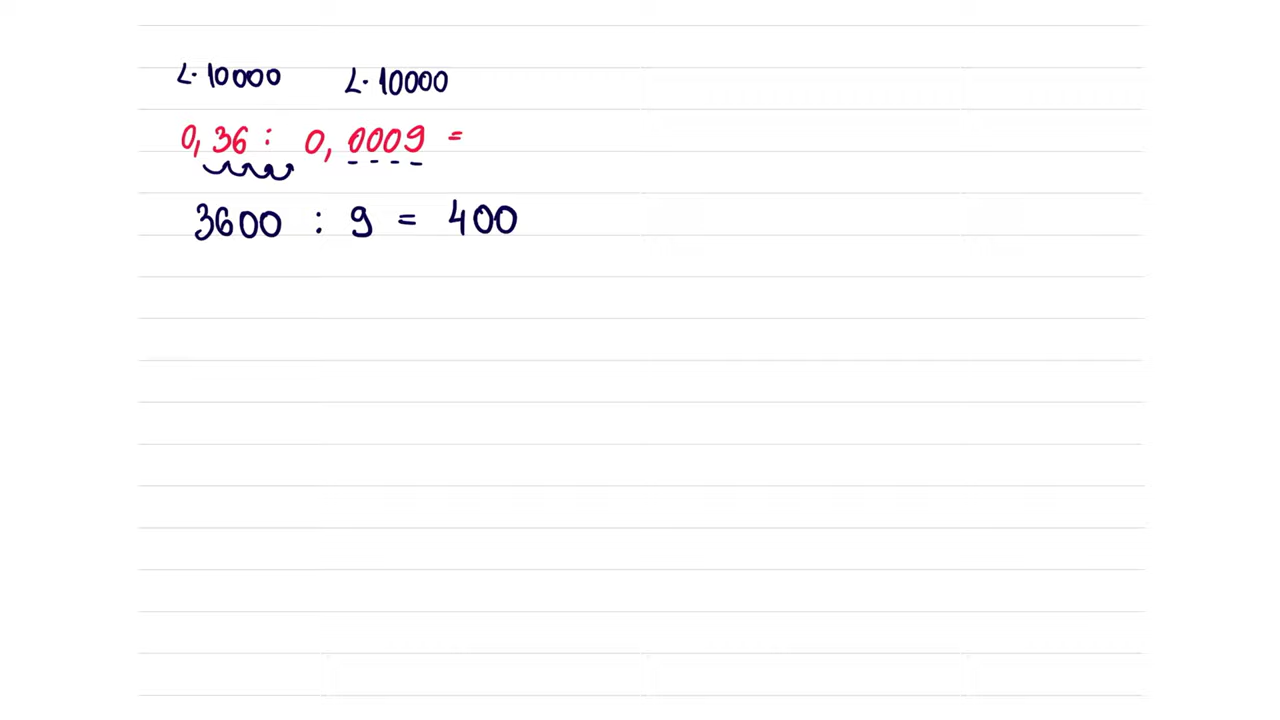 ∠·10000 ∠·10000
0,36 : 0,0009 =
3600 : 9 = 400